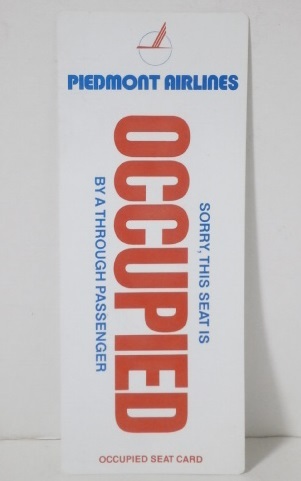 PIEDMONT AIRLINES
SORRY, THIS SEAT IS
OCCUPIED
BY A THROUGH PASSENGER
OCCUPIED SEAT CARD